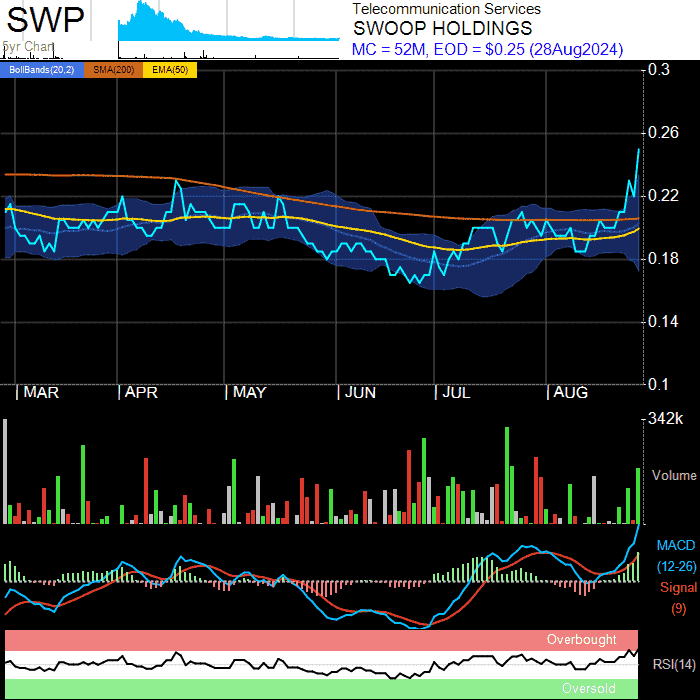 SWP
5yr Chart
Telecommunication Services
SWOOP HOLDINGS
MC = 52M, EOD = $0.25 (28Aug2024)
BollBands(20,2) SMA(200) EMA(50)
0.3
0.26
0.22
0.18
0.14
0.1
MAR APR MAY JUN JUL AUG
342k
Volume
MACD
(12-26)
Signal
(9)
Overbought
RSI(14)
Oversold